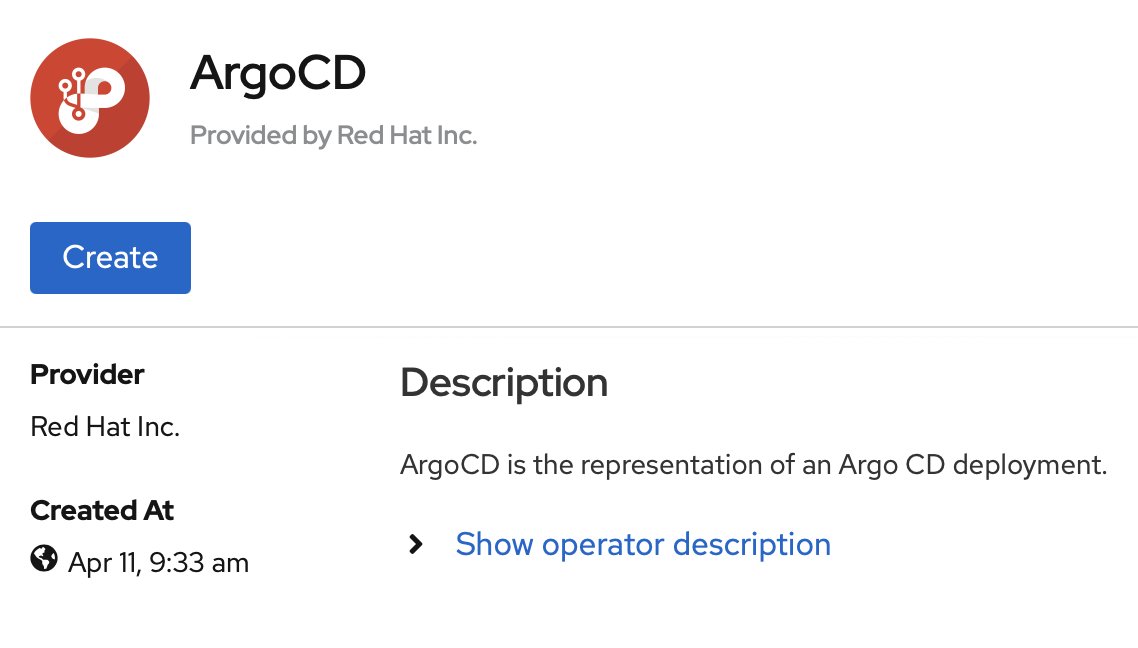 ArgoCD
Provided by Red Hat Inc.
Create
Provider
Red Hat Inc.
Created At
Apr 11, 9:33 am
Description
ArgoCD is the representation of an Argo CD deployment.
Show operator description